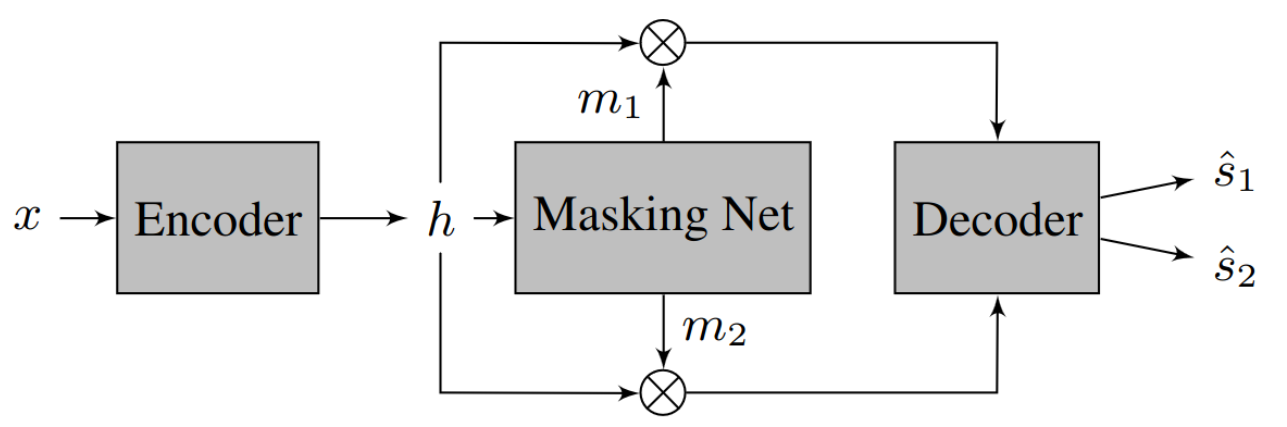 m₁
x Encoder h Masking Net Decoder ŝ₁
ŝ₂
m₂